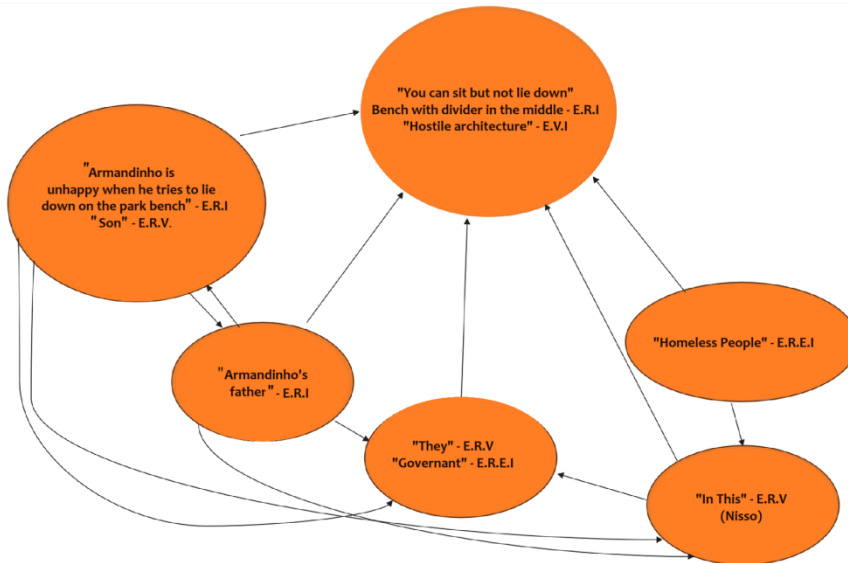 "You can sit but not lie down"
Bench with divider in the middle - E.R.I
"Hostile architecture" - E.V.I
"Armandinho is
unhappy when he tries to lie
down on the park bench" - E.R.I
"Son" - E.R.V.
"Homeless People" - E.R.E.I
"Armandinho's
father" - E.R.I
"They" - E.R.V
"Governant" - E.R.E.I
"In This" - E.R.V
(Nisso)